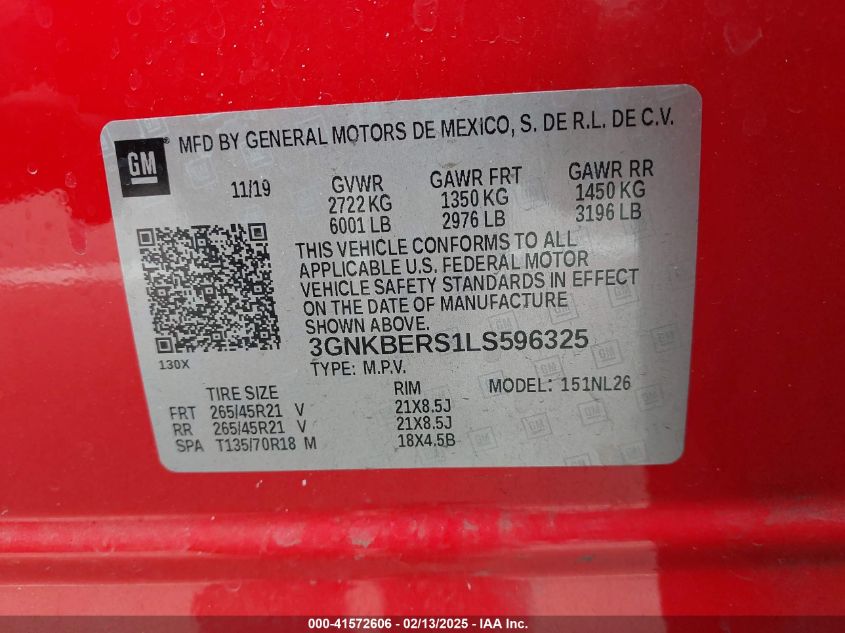 GM
MFD BY GENERAL MOTORS DE MEXICO, S. DE R.L. DE C.V.
11/19 GVWR GAWR FRT GAWR RR
2722 KG 1350 KG 1450 KG
6001 LB 2976 LB 3196 LB
THIS VEHICLE CONFORMS TO ALL
APPLICABLE U.S. FEDERAL MOTOR
VEHICLE SAFETY STANDARDS IN EFFECT
ON THE DATE OF MANUFACTURE
SHOWN ABOVE.
130X
3GNKBERS1LS596325
TYPE: M.P.V. MODEL: 151NL26
TIRE SIZE RIM
FRT 265/45R21 V 21X8.5J
RR 265/45R21 V 21X8.5J
SPA T135/70R18 M 18X4.5B
000-41572606 - 02/13/2025 - IAA Inc.